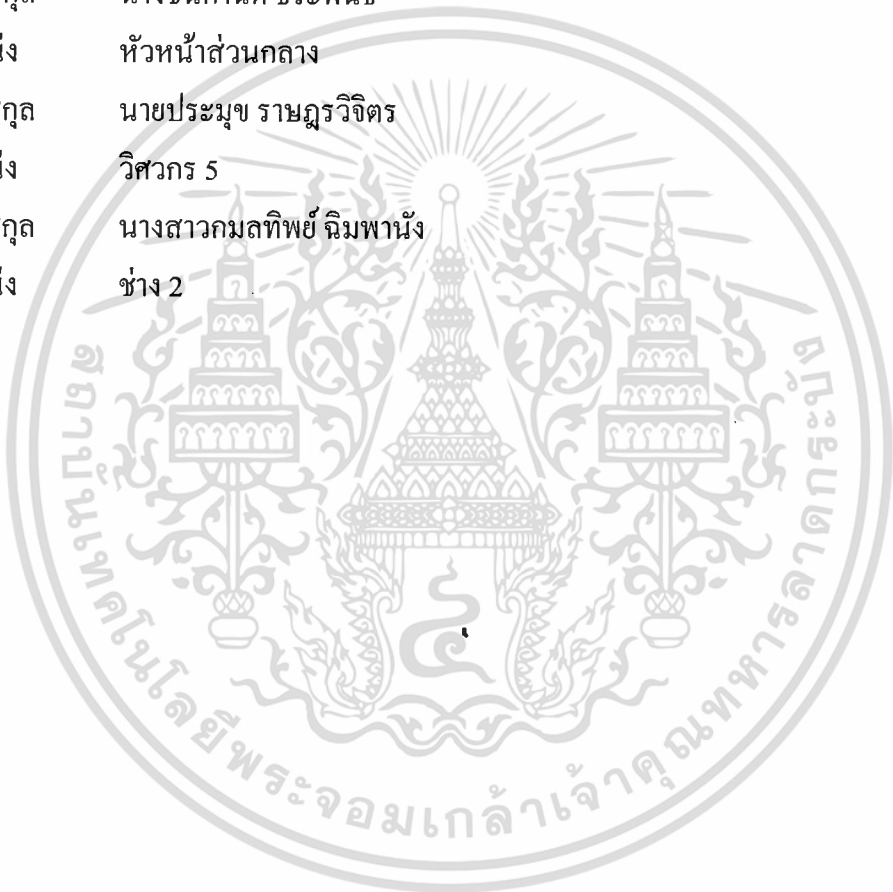 หัวหน้าส่วนกลาง
กุล นายประมุข ราษฎรวิจิตร
วิศวกร 5
กุล นางสาวกมลทิพย์ ฉิมพานัง
ช่าง 2
สถาบันเทคโนโลยีพระจอมเกล้าเจ้าคุณทหารลาดกระบัง
๔